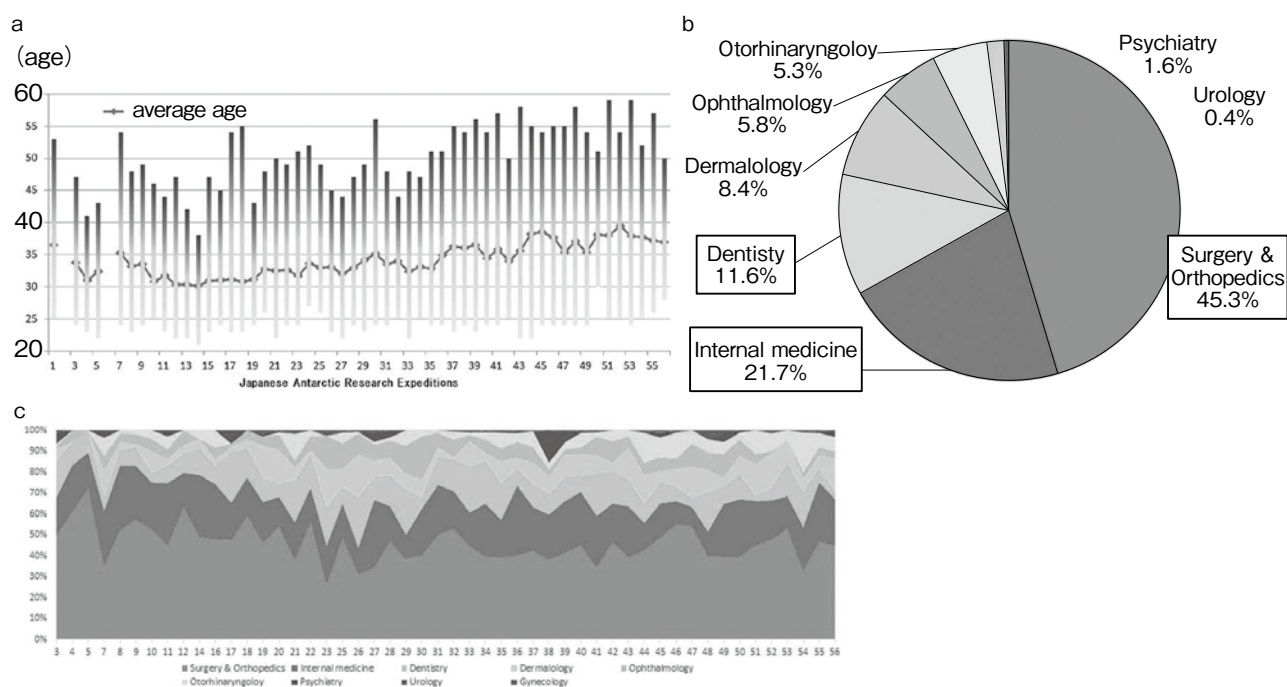 a
(age)
60
55
50
45
40
35
30
25
20
average age
1 3 5 7 9 11 13 15 17 19 21 23 25 27 29 31 33 35 37 39 41 43 45 47 49 51 53 55
Japanese Antarctic Research Expeditions
b
Otorhinaryngoloy
5.3%
Ophthalmology
5.8%
Dermalology
8.4%
Dentisty
11.6%
Internal medicine
21.7%
Psychiatry
1.6%
Urology
0.4%
Surgery &
Orthopedics
45.3%
c
100%
90%
80%
70%
60%
50%
40%
30%
20%
10%
0%
3 4 5 7 8 9 10 11 12 14 15 16 17 18 19 20 21 22 23 24 25 26 27 28 29 30 31 32 33 34 35 36 37 38 39 40 41 42 43 44 45 46 47 48 49 50 51 52 53 54 55 56
Surgery & Orthopedics Internal medicine Dentistry Dermalology Ophthalmology
Otorhinaryngoloy Psychiatry Urology Gynecology